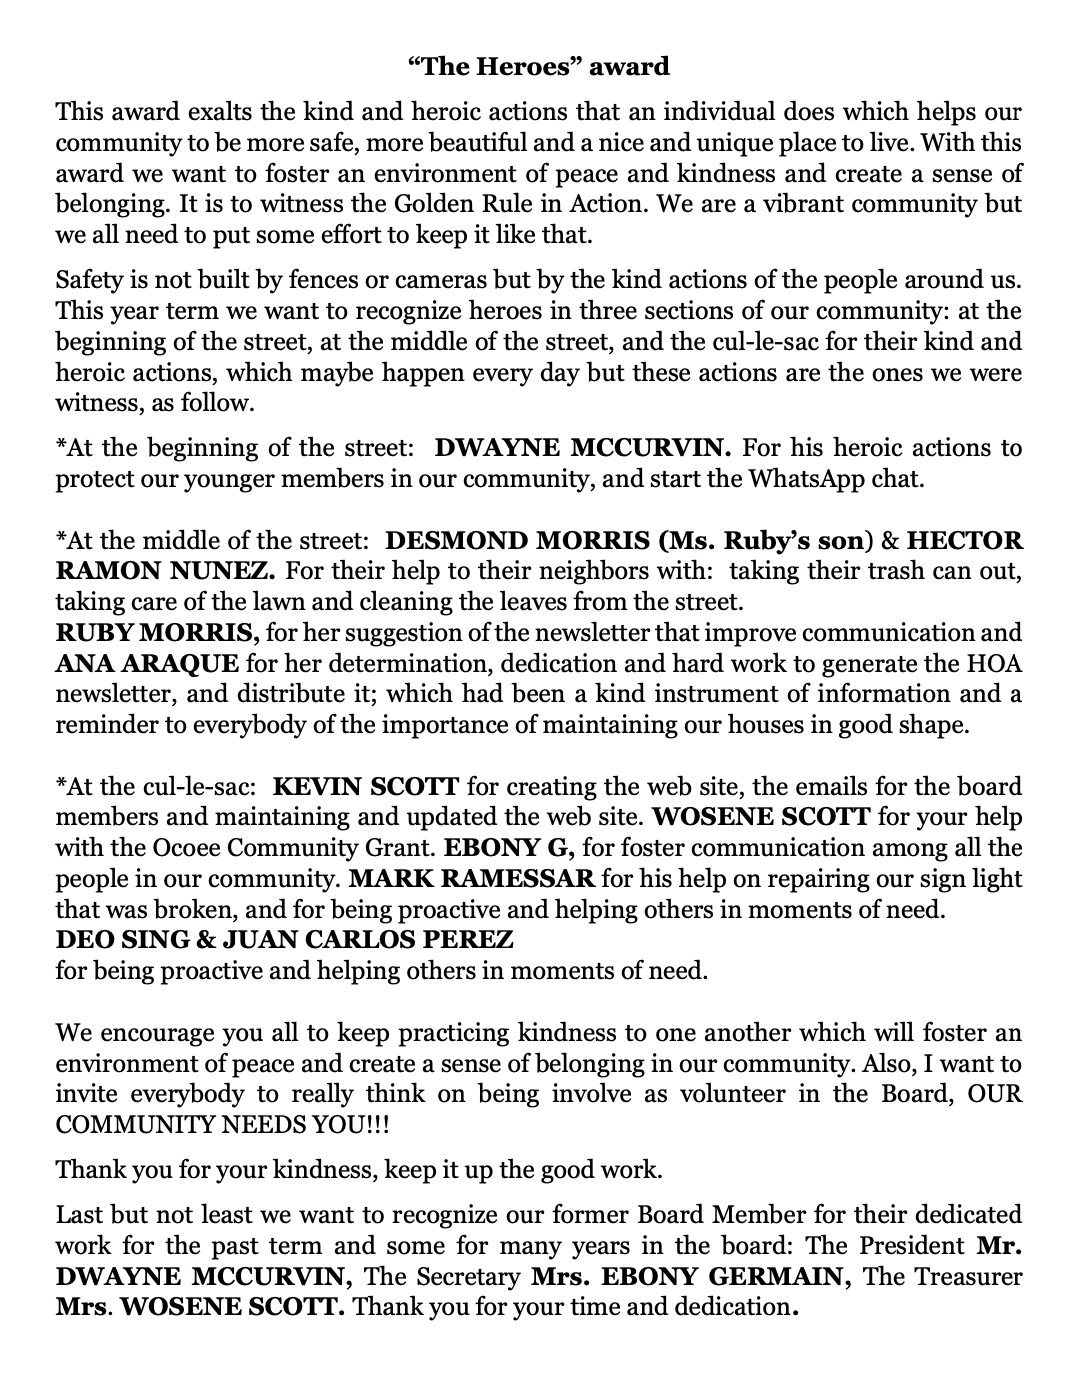 “The Heroes” award
This award exalts the kind and heroic actions that an individual does which helps our
community to be more safe, more beautiful and a nice and unique place to live. With this
award we want to foster an environment of peace and kindness and create a sense of
belonging. It is to witness the Golden Rule in Action. We are a vibrant community but
we all need to put some effort to keep it like that.
Safety is not built by fences or cameras but by the kind actions of the people around us.
This year term we want to recognize heroes in three sections of our community: at the
beginning of the street, at the middle of the street, and the cul-le-sac for their kind and
heroic actions, which maybe happen every day but these actions are the ones we were
witness, as follow.
*At the beginning of the street: DWAYNE MCCURVIN. For his heroic actions to
protect our younger members in our community, and start the WhatsApp chat.
*At the middle of the street: DESMOND MORRIS (Ms. Ruby’s son) & HECTOR
RAMON NUNEZ. For their help to their neighbors with: taking their trash can out,
taking care of the lawn and cleaning the leaves from the street.
RUBY MORRIS, for her suggestion of the newsletter that improve communication and
ANA ARAQUE for her determination, dedication and hard work to generate the HOA
newsletter, and distribute it; which had been a kind instrument of information and a
reminder to everybody of the importance of maintaining our houses in good shape.
*At the cul-le-sac: KEVIN SCOTT for creating the web site, the emails for the board
members and maintaining and updated the web site. WOSENE SCOTT for your help
with the Ocoee Community Grant. EBONY G, for foster communication among all the
people in our community. MARK RAMESSAR for his help on repairing our sign light
that was broken, and for being proactive and helping others in moments of need.
DEO SING & JUAN CARLOS PEREZ
for being proactive and helping others in moments of need.
We encourage you all to keep practicing kindness to one another which will foster an
environment of peace and create a sense of belonging in our community. Also, I want to
invite everybody to really think on being involve as volunteer in the Board, OUR
COMMUNITY NEEDS YOU!!!
Thank you for your kindness, keep it up the good work.
Last but not least we want to recognize our former Board Member for their dedicated
work for the past term and some for many years in the board: The President Mr.
DWAYNE MCCURVIN, The Secretary Mrs. EBONY GERMAIN, The Treasurer
Mrs. WOSENE SCOTT. Thank you for your time and dedication.